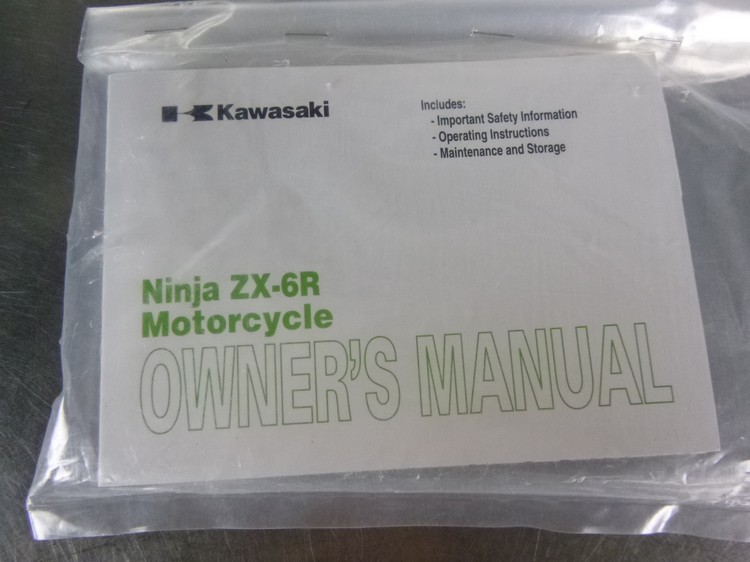 Kawasaki
Includes:
- Important Safety Information
- Operating Instructions
- Maintenance and Storage
Ninja ZX-6R
Motorcycle
OWNER'S MANUAL